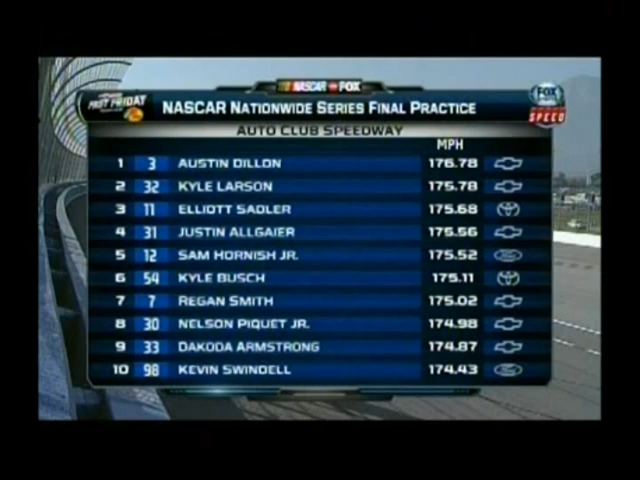 NASCAR ON FOX
FAST FRIDAY
NASCAR NATIONWIDE SERIES FINAL PRACTICE
FOX
SPEED
AUTO CLUB SPEEDWAY
MPH
1 3 AUSTIN DILLON 176.78
2 32 KYLE LARSON 175.78
3 11 ELLIOTT SADLER 175.68
4 31 JUSTIN ALLGAIER 175.56
5 12 SAM HORNISH JR. 175.52
6 54 KYLE BUSCH 175.11
7 7 REGAN SMITH 175.02
8 30 NELSON PIQUET JR. 174.98
9 33 DAKODA ARMSTRONG 174.87
10 98 KEVIN SWINDELL 174.43